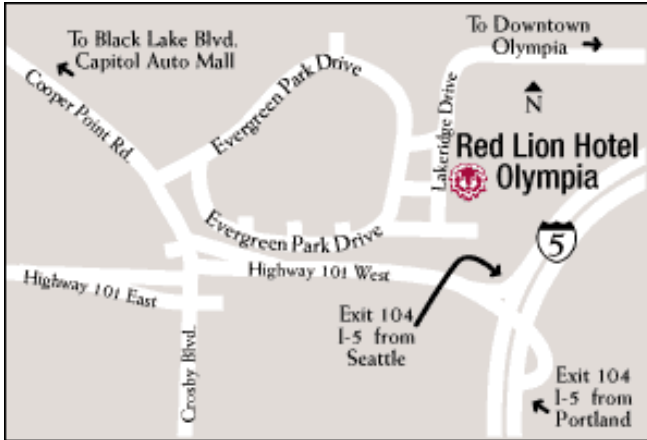 To Black Lake Blvd.
Capitol Auto Mall
To Downtown
Olympia
Cooper Point Rd.
Evergreen Park Drive
Lakeridge Drive
N
Red Lion Hotel
Olympia
5
Evergreen Park Drive
Highway 101 West
Highway 101 East
Crosby Blvd.
Exit 104
I-5 from
Seattle
Exit 104
I-5 from
Portland